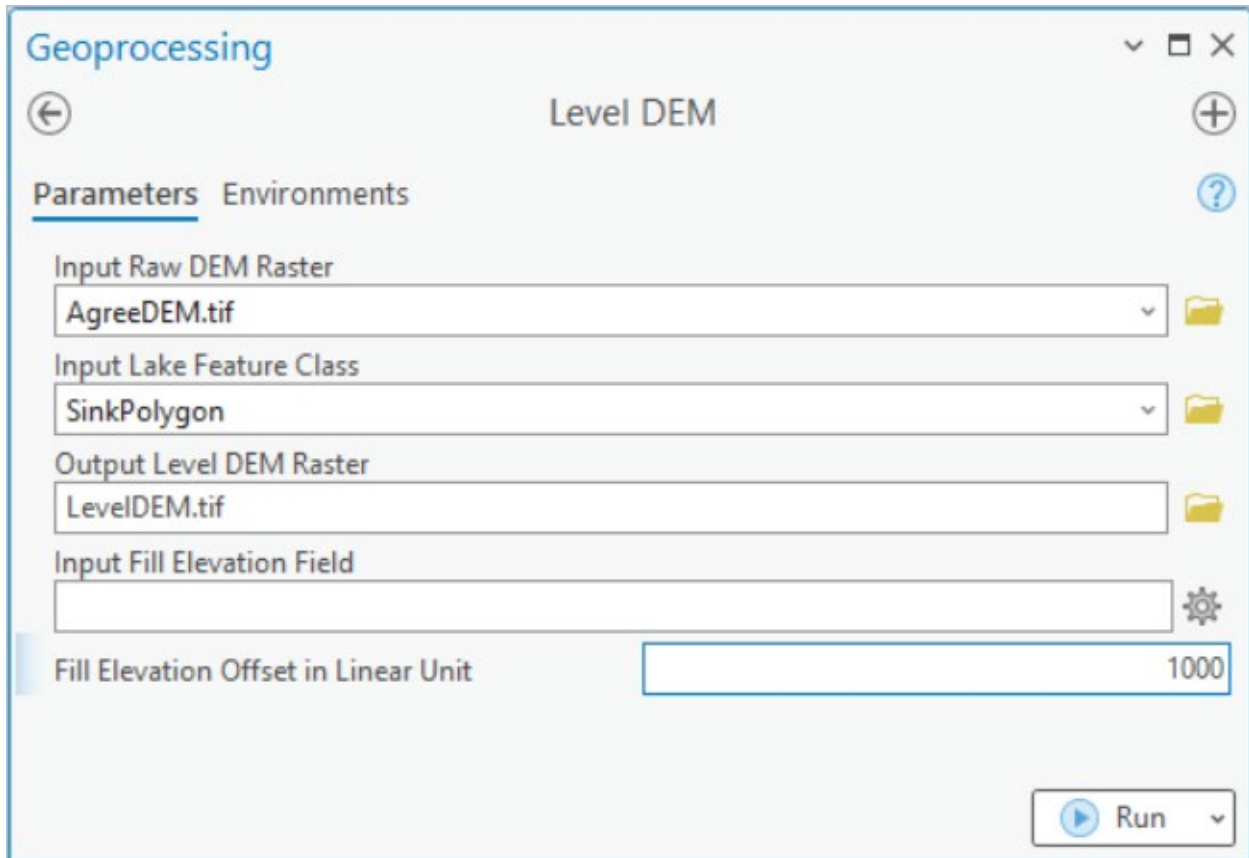 Geoprocessing
Level DEM
Parameters Environments
Input Raw DEM Raster
AgreeDEM.tif
Input Lake Feature Class
SinkPolygon
Output Level DEM Raster
LevelDEM.tif
Input Fill Elevation Field
Fill Elevation Offset in Linear Unit 1000
Run